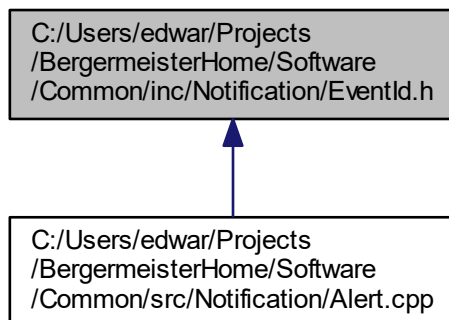 C:/Users/edwar/Projects
/BergermeisterHome/Software
/Common/inc/Notification/EventId.h
C:/Users/edwar/Projects
/BergermeisterHome/Software
/Common/src/Notification/Alert.cpp